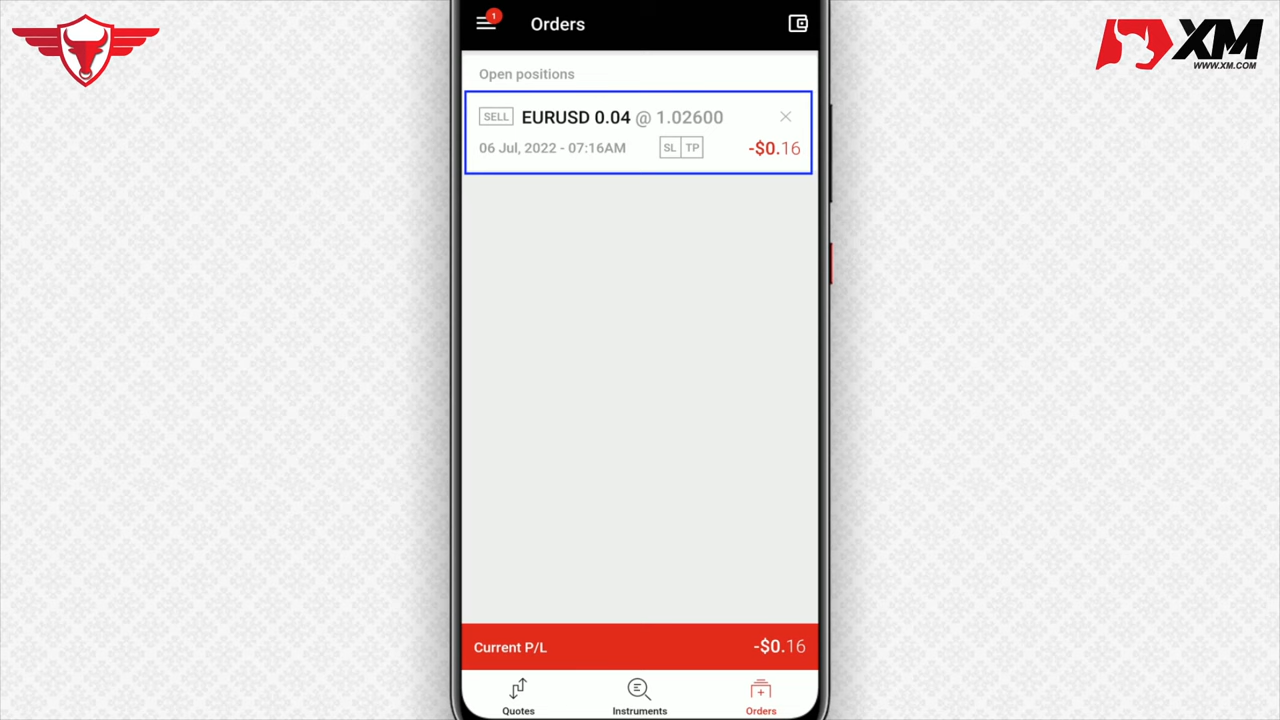 1
Orders
XM
WWW.XM.COM
Open positions
SELL EURUSD 0.04 @ 1.02600
06 Jul, 2022 - 07:16AM SL TP -$0.16
Current P/L -$0.16
Quotes Instruments Orders